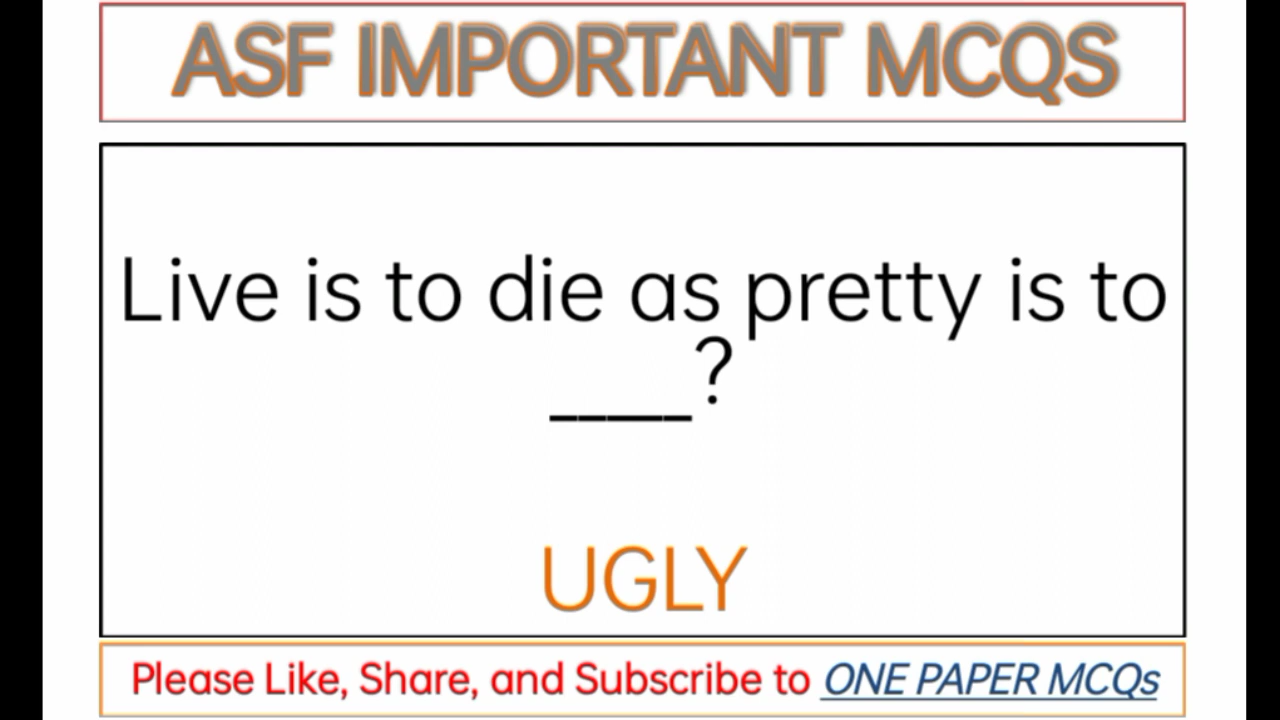 ASF IMPORTANT MCQS
Live is to die as pretty is to
_____?
UGLY
Please Like, Share, and Subscribe to ONE PAPER MCQs